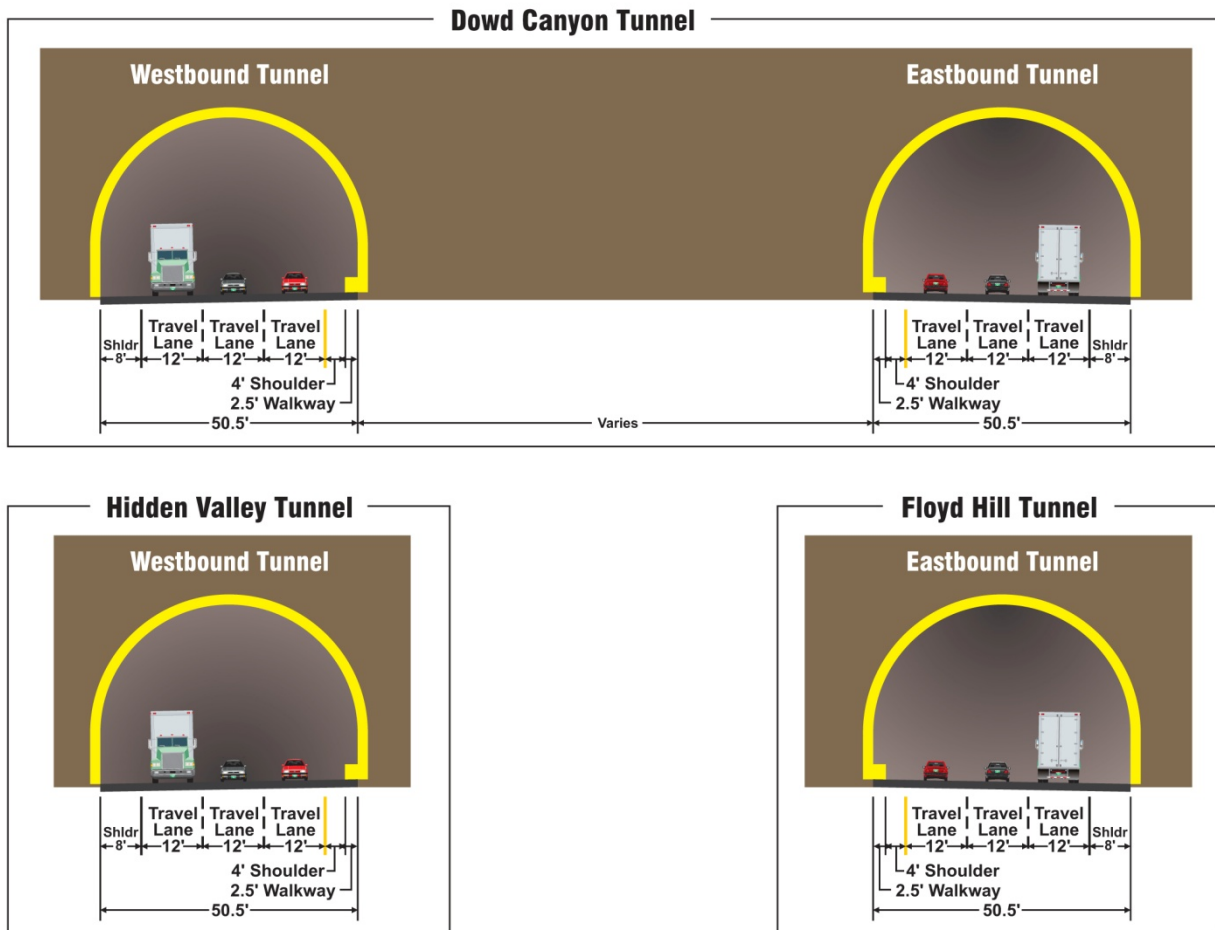 Dowd Canyon Tunnel
Westbound Tunnel
Eastbound Tunnel
Shldr
8'
Travel
Lane
12'
Travel
Lane
12'
Travel
Lane
12'
4' Shoulder
2.5' Walkway
50.5'
Varies
Travel
Lane
12'
Travel
Lane
12'
Travel
Lane
12'
Shldr
8'
4' Shoulder
2.5' Walkway
50.5'
Hidden Valley Tunnel
Westbound Tunnel
Shldr
8'
Travel
Lane
12'
Travel
Lane
12'
Travel
Lane
12'
4' Shoulder
2.5' Walkway
50.5'
Floyd Hill Tunnel
Eastbound Tunnel
Travel
Lane
12'
Travel
Lane
12'
Travel
Lane
12'
Shldr
8'
4' Shoulder
2.5' Walkway
50.5'